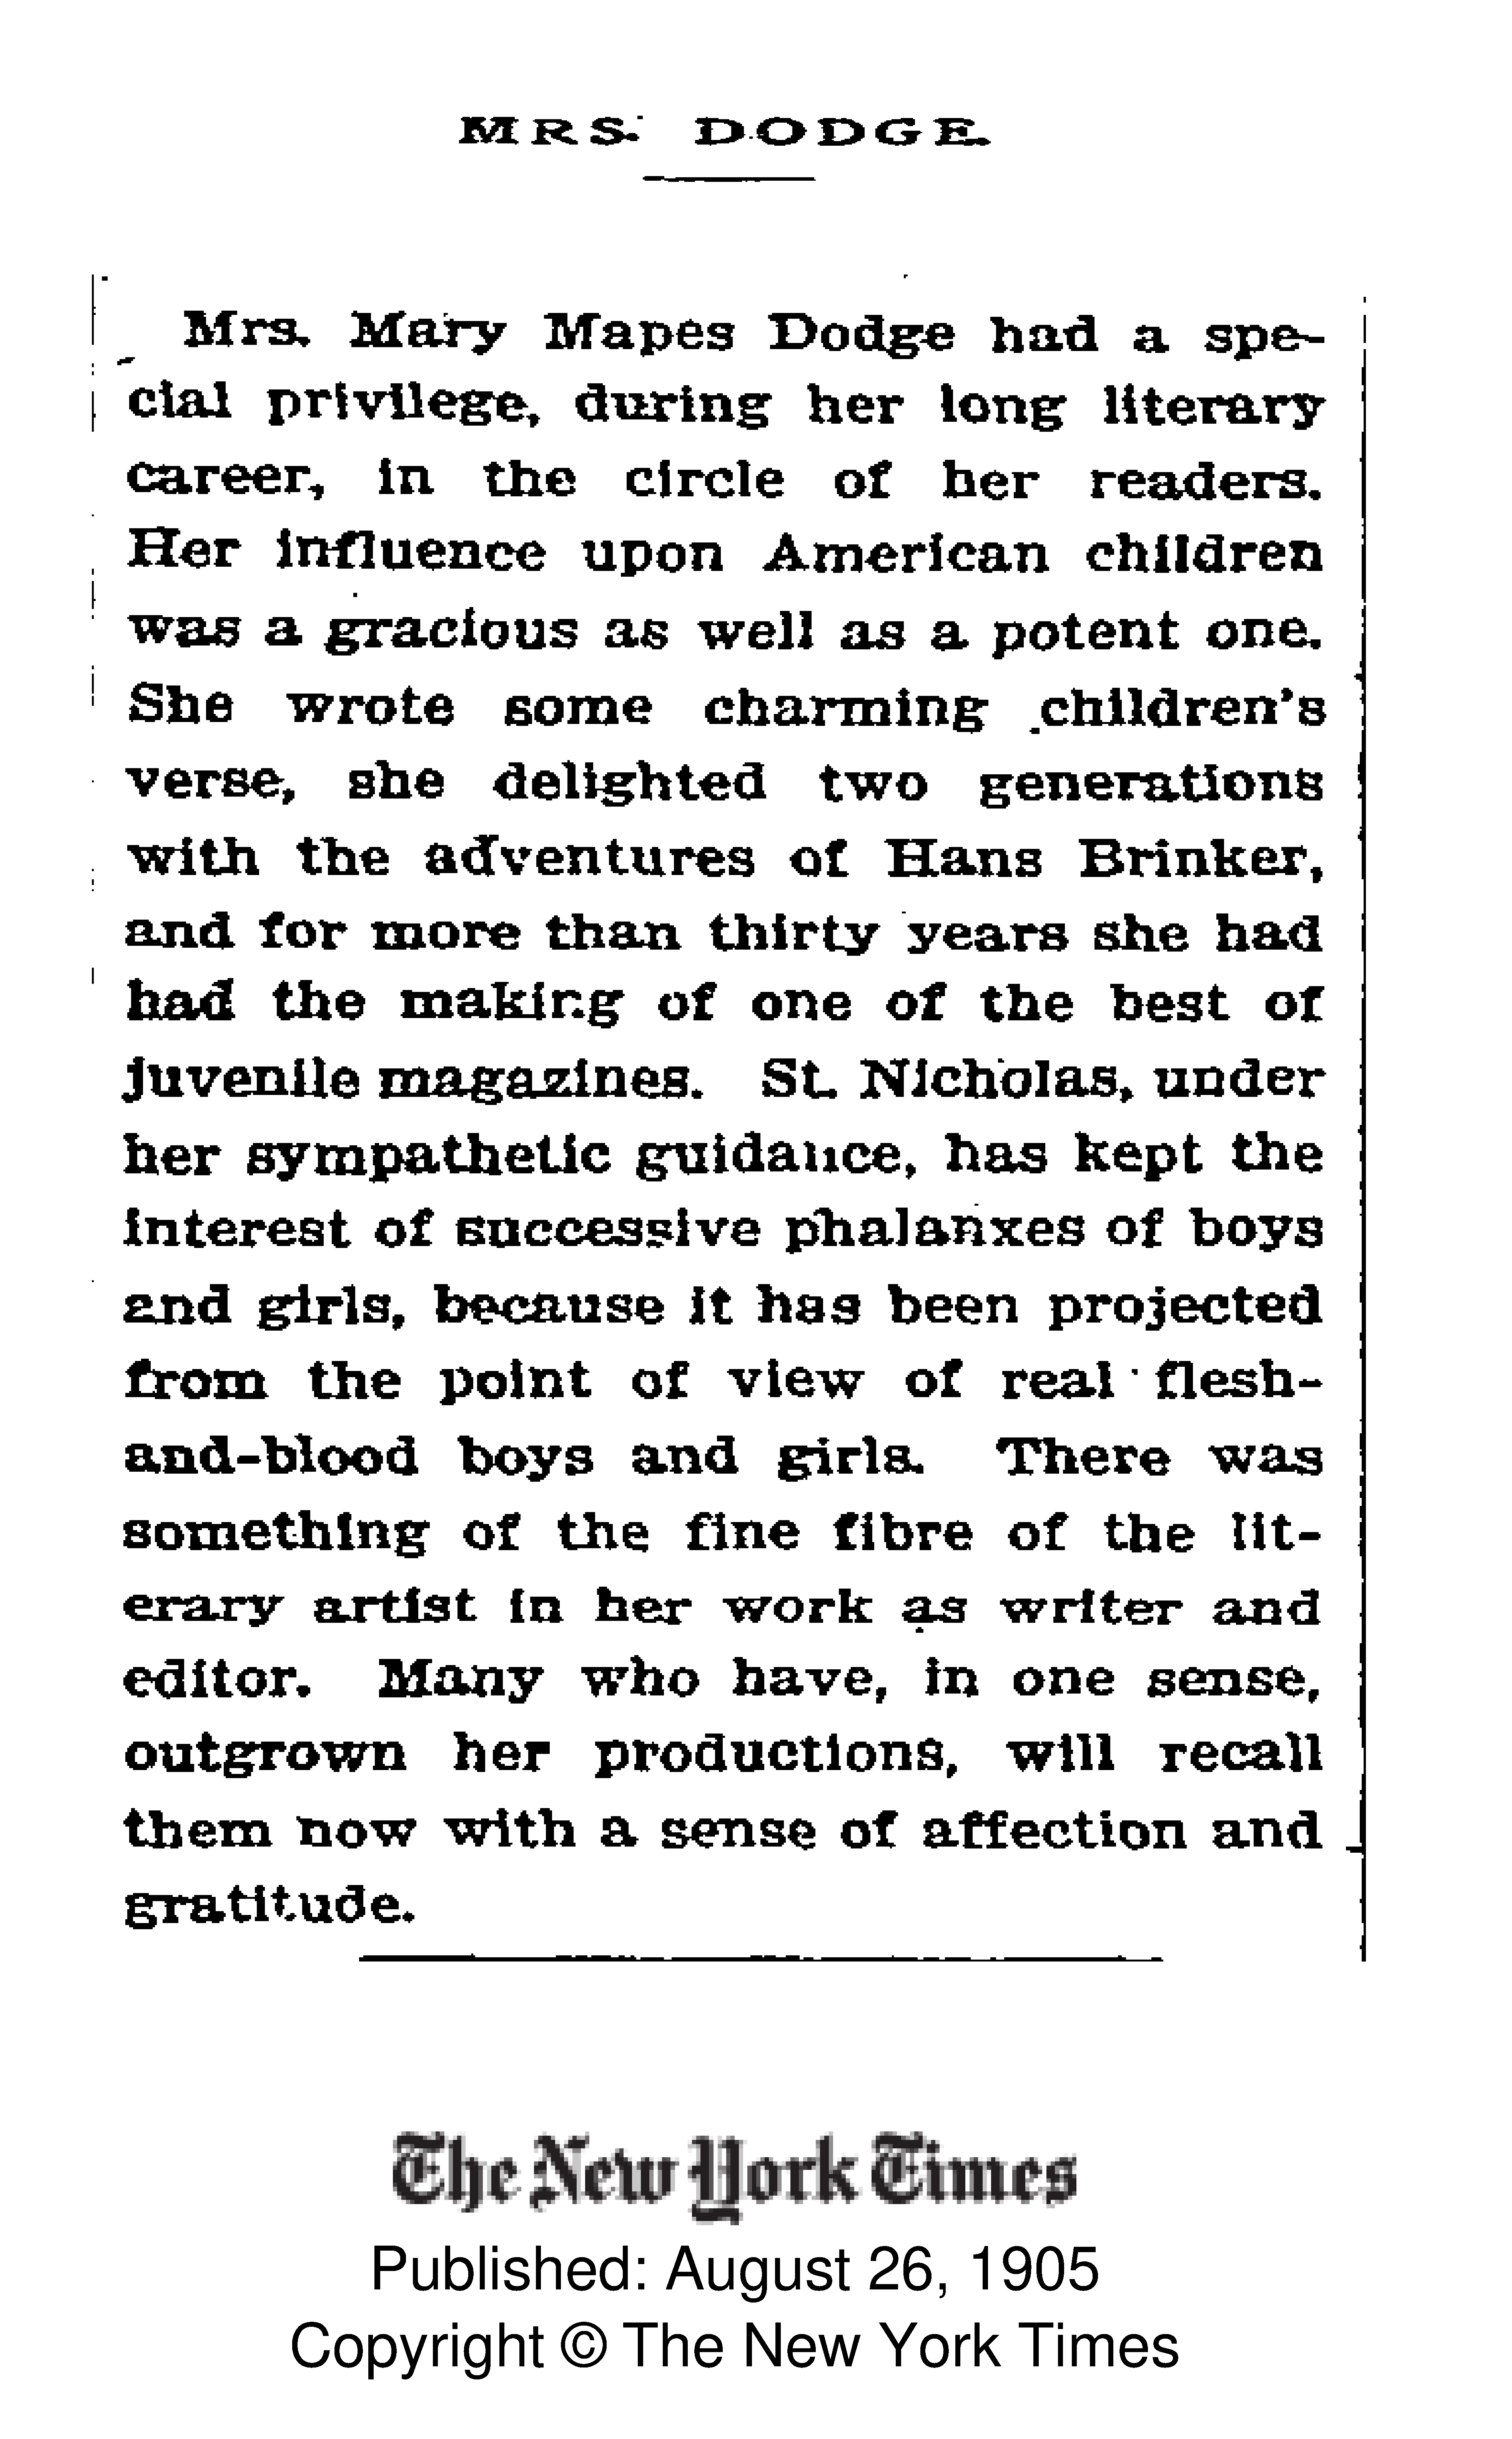 MRS. DODGE.
Mrs. Mary Mapes Dodge had a spe-
cial privilege, during her long literary
career, in the circle of her readers.
Her influence upon American children
was a gracious as well as a potent one.
She wrote some charming children's
verse, she delighted two generations
with the adventures of Hans Brinker,
and for more than thirty years she had
had the making of one of the best of
juvenile magazines. St. Nicholas, under
her sympathetic guidance, has kept the
interest of successive phalanxes of boys
and girls, because it has been projected
from the point of view of real flesh-
and-blood boys and girls. There was
something of the fine fibre of the lit-
erary artist in her work as writer and
editor. Many who have, in one sense,
outgrown her productions, will recall
them now with a sense of affection and
gratitude.
The New York Times
Published: August 26, 1905
Copyright © The New York Times